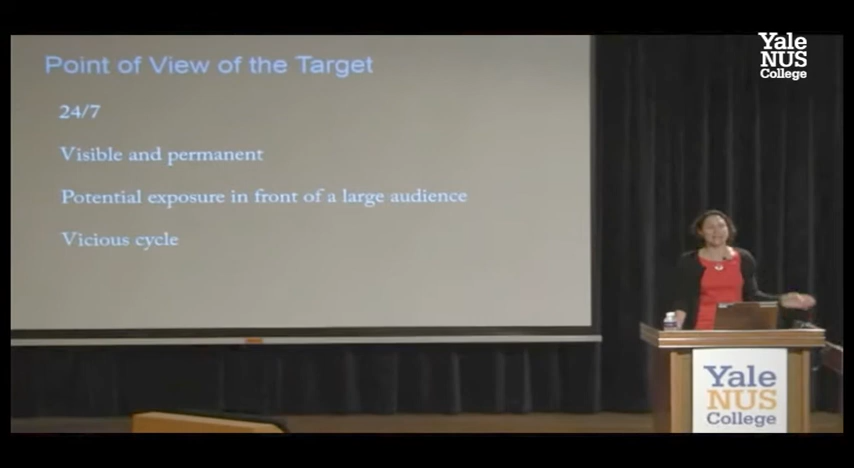 Point of View of the Target
24/7
Visible and permanent
Potential exposure in front of a large audience
Vicious cycle
Yale
NUS
College
Yale
NUS
College